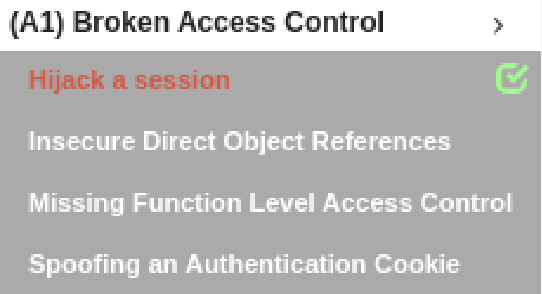 (A1) Broken Access Control
Hijack a session
Insecure Direct Object References
Missing Function Level Access Control
Spoofing an Authentication Cookie